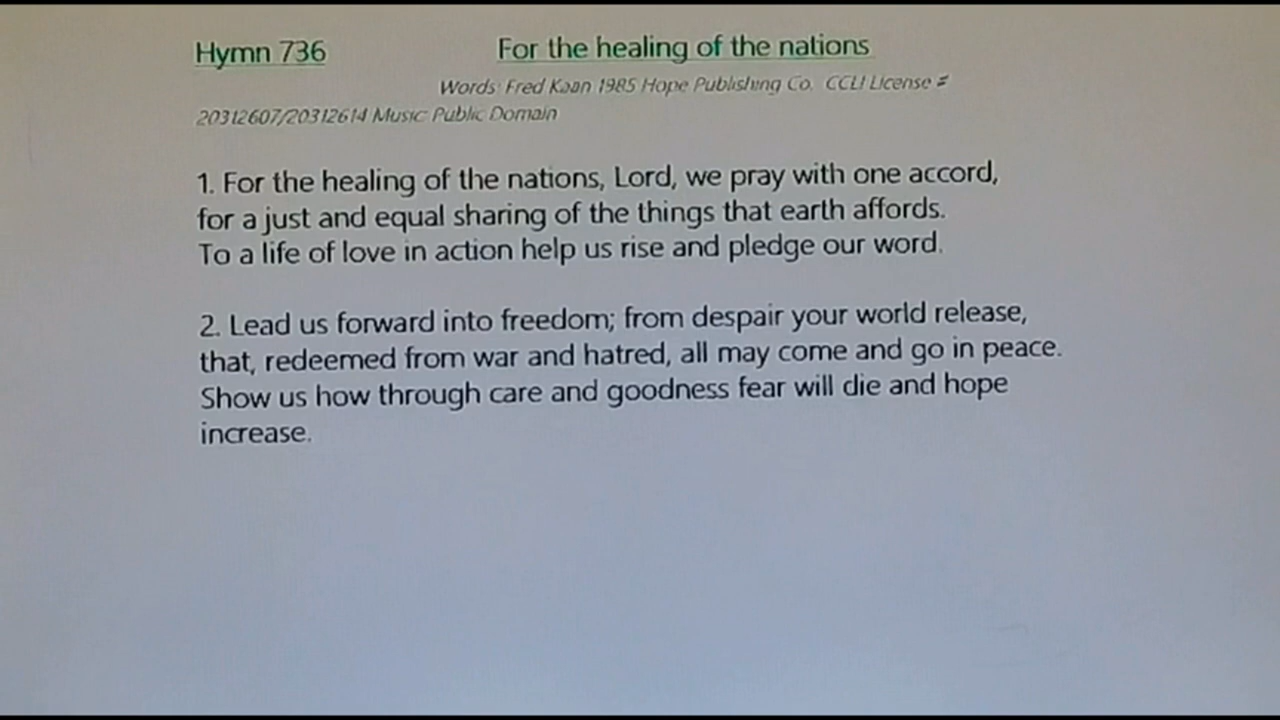 Hymn 736 For the healing of the nations
Words: Fred Kaan 1985 Hope Publishing Co. CCLI License #
20312607/20312614 Music: Public Domain
1. For the healing of the nations, Lord, we pray with one accord,
for a just and equal sharing of the things that earth affords.
To a life of love in action help us rise and pledge our word.
2. Lead us forward into freedom; from despair your world release,
that, redeemed from war and hatred, all may come and go in peace.
Show us how through care and goodness fear will die and hope
increase.